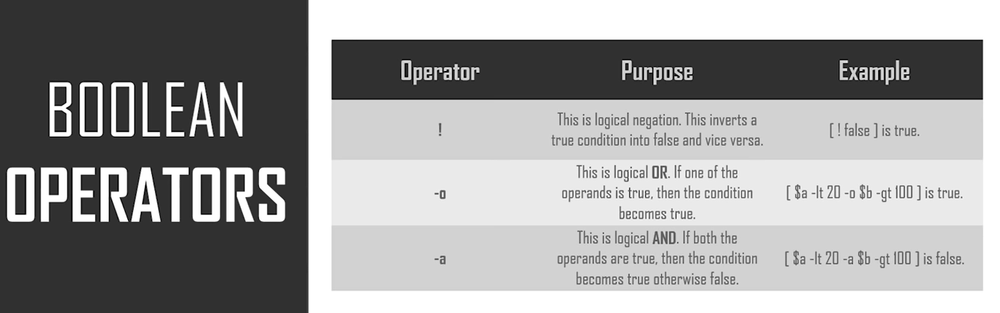 BOOLEAN
OPERATORS
Operator Purpose Example
!
This is logical negation. This inverts a
true condition into false and vice versa.
[ ! false ] is true.
-o
This is logical OR. If one of the
operands is true, then the condition
becomes true.
[ $a -lt 20 -o $b -gt 100 ] is true.
-a
This is logical AND. If both the
operands are true, then the condition
becomes true otherwise false.
[ $a -lt 20 -a $b -gt 100 ] is false.